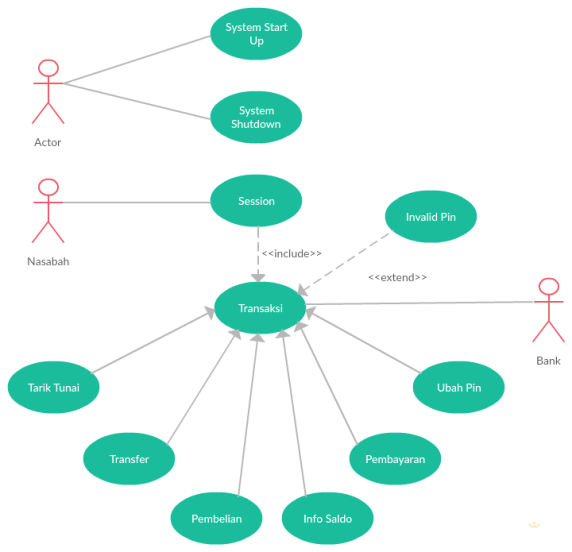 System Start
Up
Actor
System
Shutdown
Nasabah
Session
Invalid Pin
<<include>>
<<extend>>
Transaksi
Bank
Tarik Tunai
Ubah Pin
Transfer
Pembayaran
Pembelian
Info Saldo